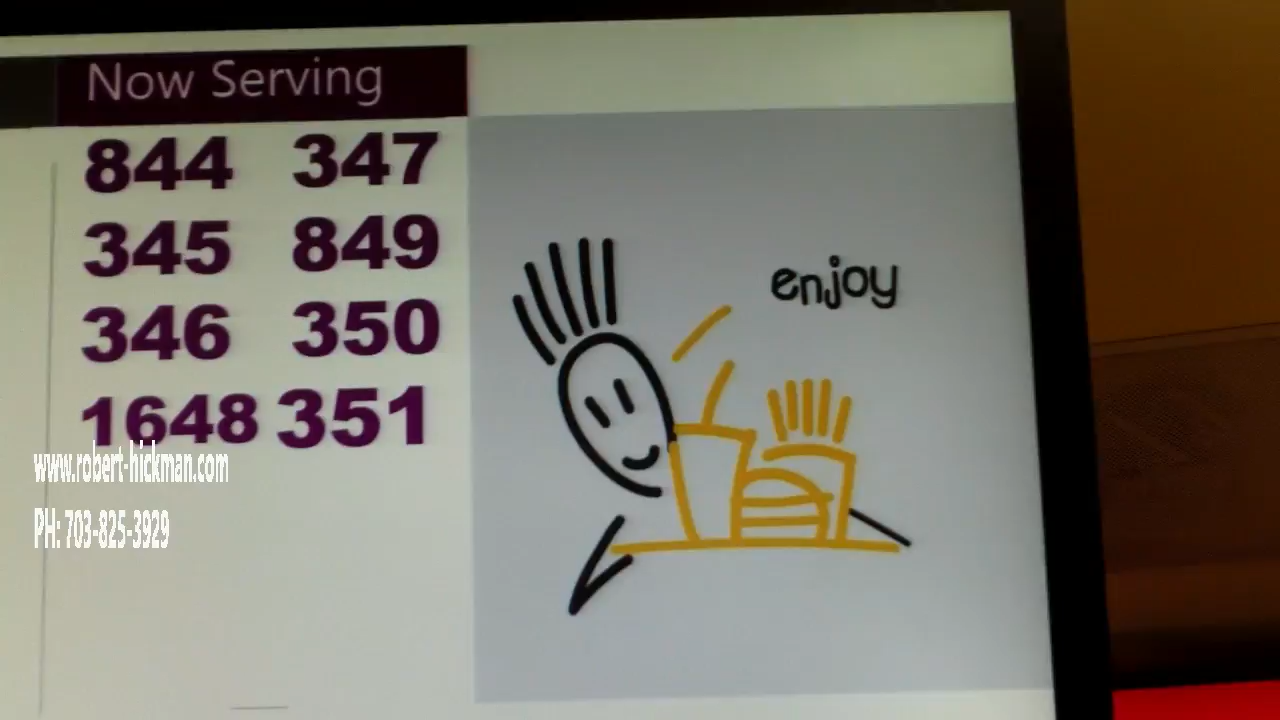 Now Serving
844 347
345 849
346 350
1648 351
www.robert-hickman.com
PH: 703-825-3929
enjoy